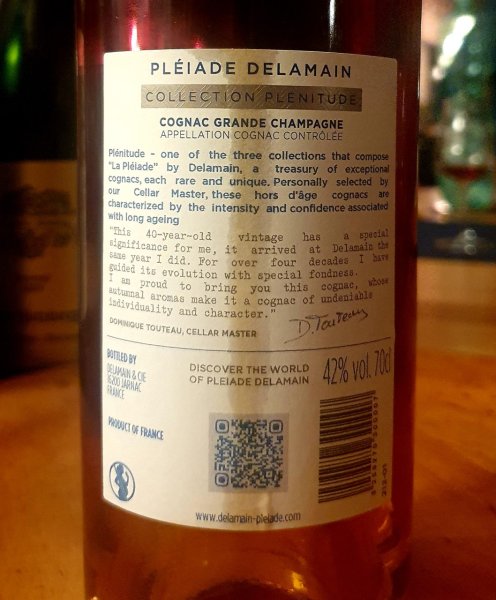 PLÉIADE DELAMAIN
COLLECTION PLÉNITUDE
COGNAC GRANDE CHAMPAGNE
APPELLATION COGNAC CONTRÔLÉE
Plénitude - one of the three collections that compose
"La Pléiade" by Delamain, a treasury of exceptional
cognacs, each rare and unique. Personally selected by
our Cellar Master, these hors d'âge cognacs are
characterized by the intensity and confidence associated
with long ageing
"This 40-year-old vintage has a special
significance for me, it arrived at Delamain the
same year I did. For over four decades I have
guided its evolution with special fondness.
I am proud to bring you this cognac, whose
autumnal aromas make it a cognac of undeniable
individuality and character."
DOMINIQUE TOUTEAU, CELLAR MASTER
D. Touteau
BOTTLED BY
DELAMAIN & CIE
16200 JARNAC
FRANCE
DISCOVER THE WORLD
OF PLEIADE DELAMAIN
42% vol. 70cl
PRODUCT OF FRANCE
212-01
www.delamain-pleiade.com